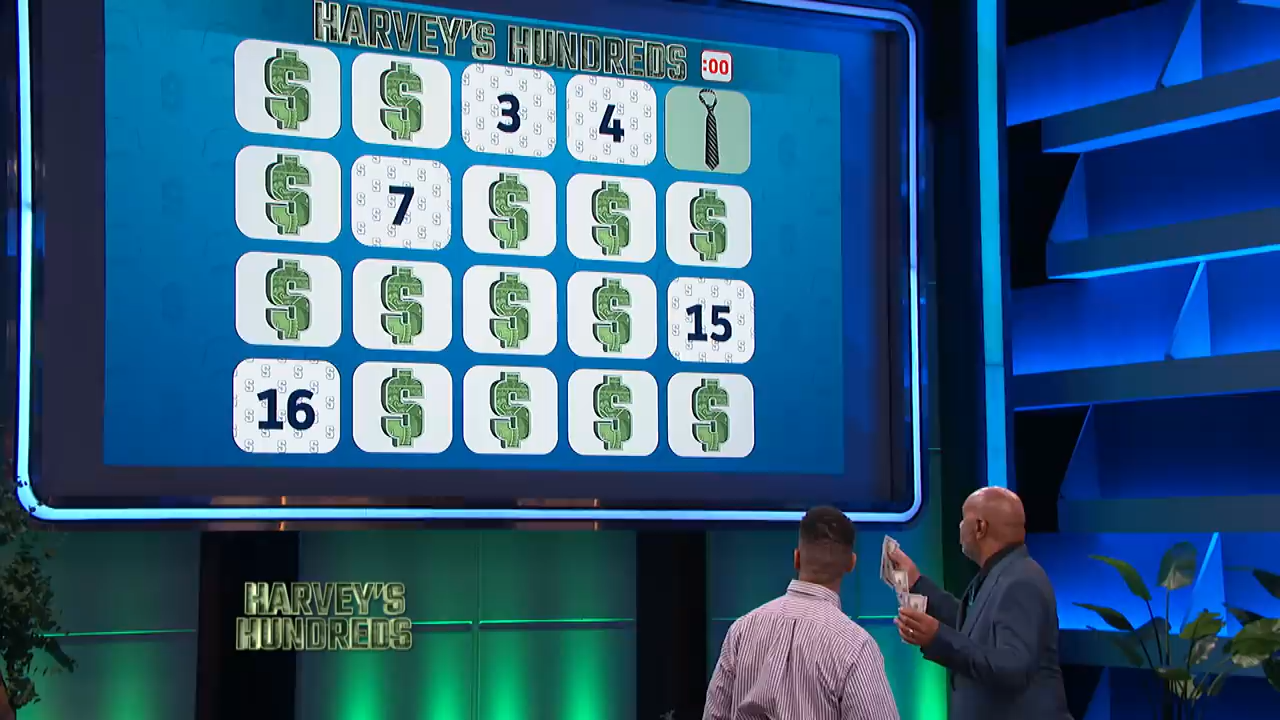 HARVEY'S HUNDREDS :00
$ $ 3 4
$ 7 $ $ $
$ $ $ $ 15
16 $ $ $ $
HARVEY'S
HUNDREDS